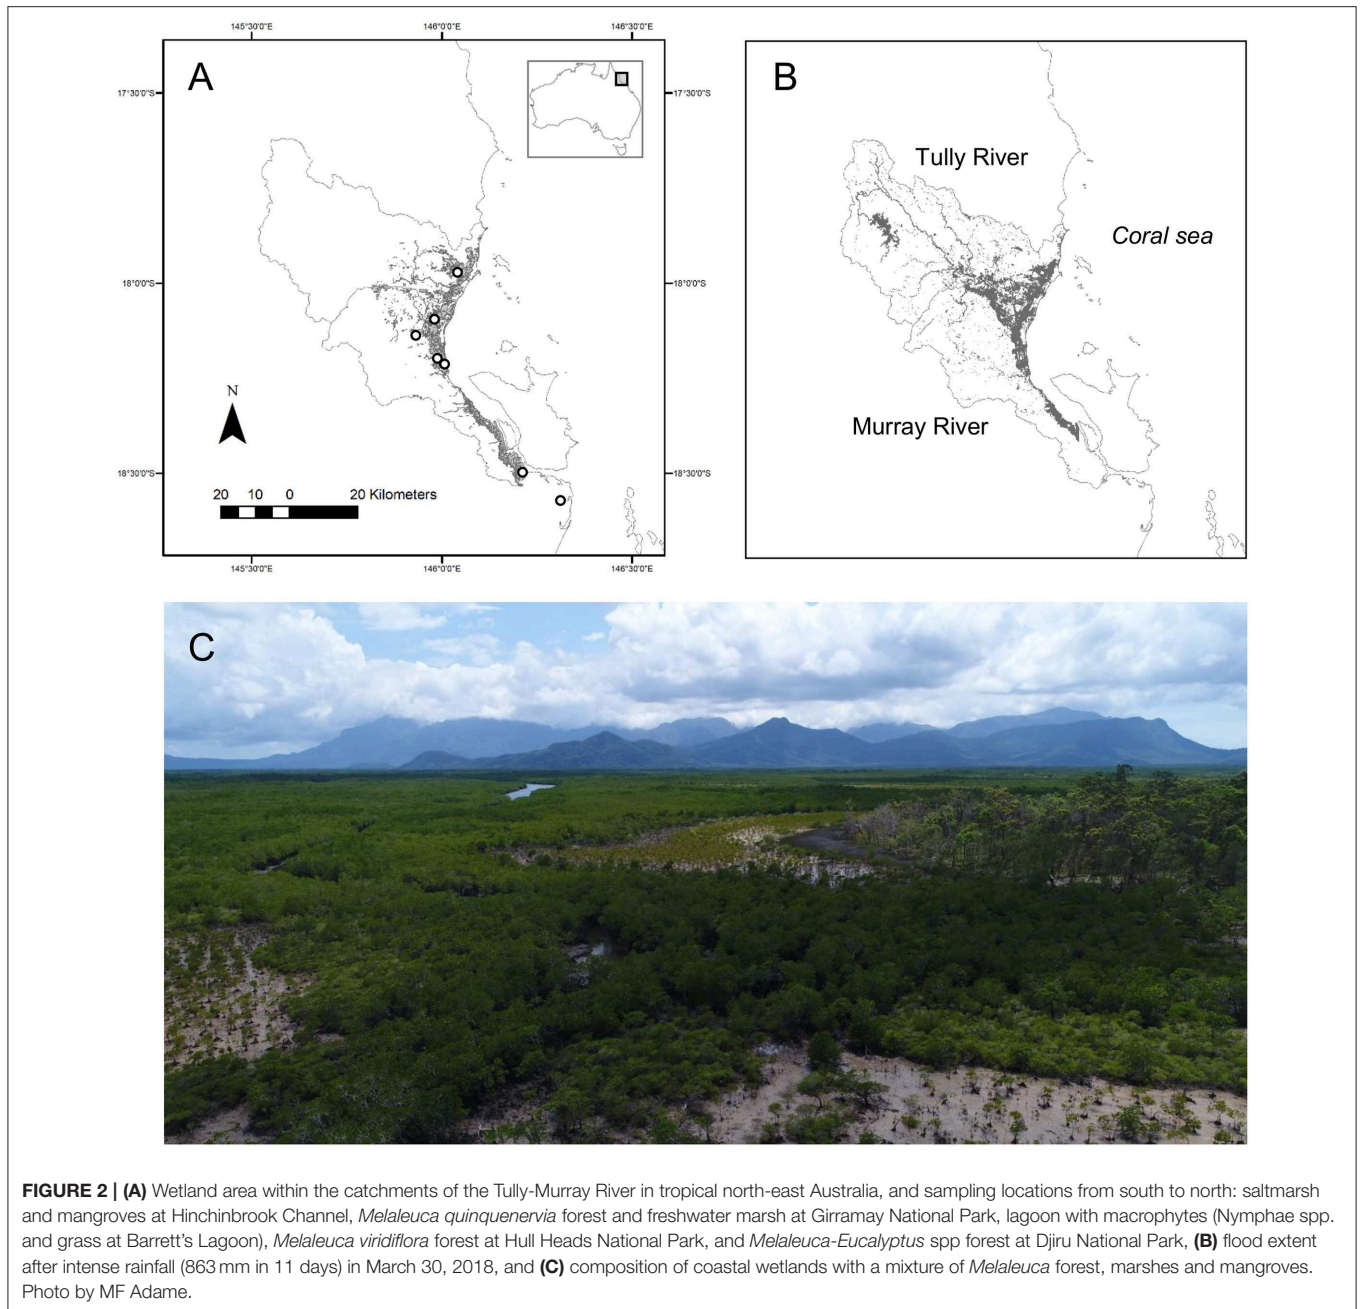 145°30'0"E 146°0'0"E 146°30'0"E
A
17°30'0"S 17°30'0"S
18°0'0"S
18°30'0"S 18°30'0"S
N
20 10 0 20 Kilometers
145°30'0"E 146°0'0"E 146°30'0"E
B
Tully River
Coral sea
Murray River
18°0'0"S
C
FIGURE 2 | (A) Wetland area within the catchments of the Tully-Murray River in tropical north-east Australia, and sampling locations from south to north: saltmarsh
and mangroves at Hinchinbrook Channel, Melaleuca quinquenervia forest and freshwater marsh at Girramay National Park, lagoon with macrophytes (Nymphae spp.
and grass at Barrett's Lagoon), Melaleuca viridiflora forest at Hull Heads National Park, and Melaleuca-Eucalyptus spp forest at Djiru National Park, (B) flood extent
after intense rainfall (863 mm in 11 days) in March 30, 2018, and (C) composition of coastal wetlands with a mixture of Melaleuca forest, marshes and mangroves.
Photo by MF Adame.